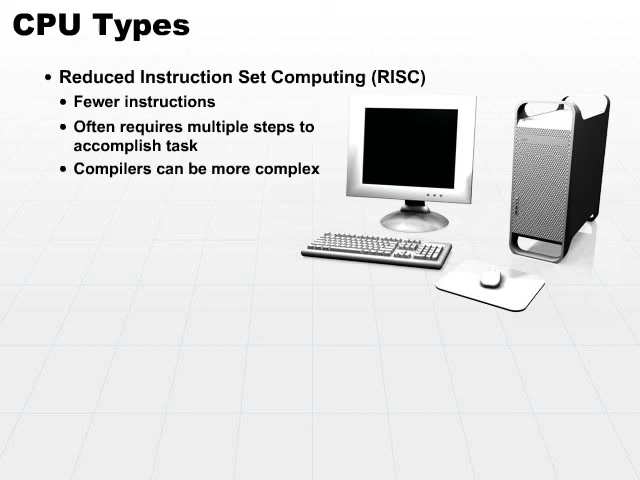 CPU Types
• Reduced Instruction Set Computing (RISC)
• Fewer instructions
• Often requires multiple steps to
accomplish task
• Compilers can be more complex